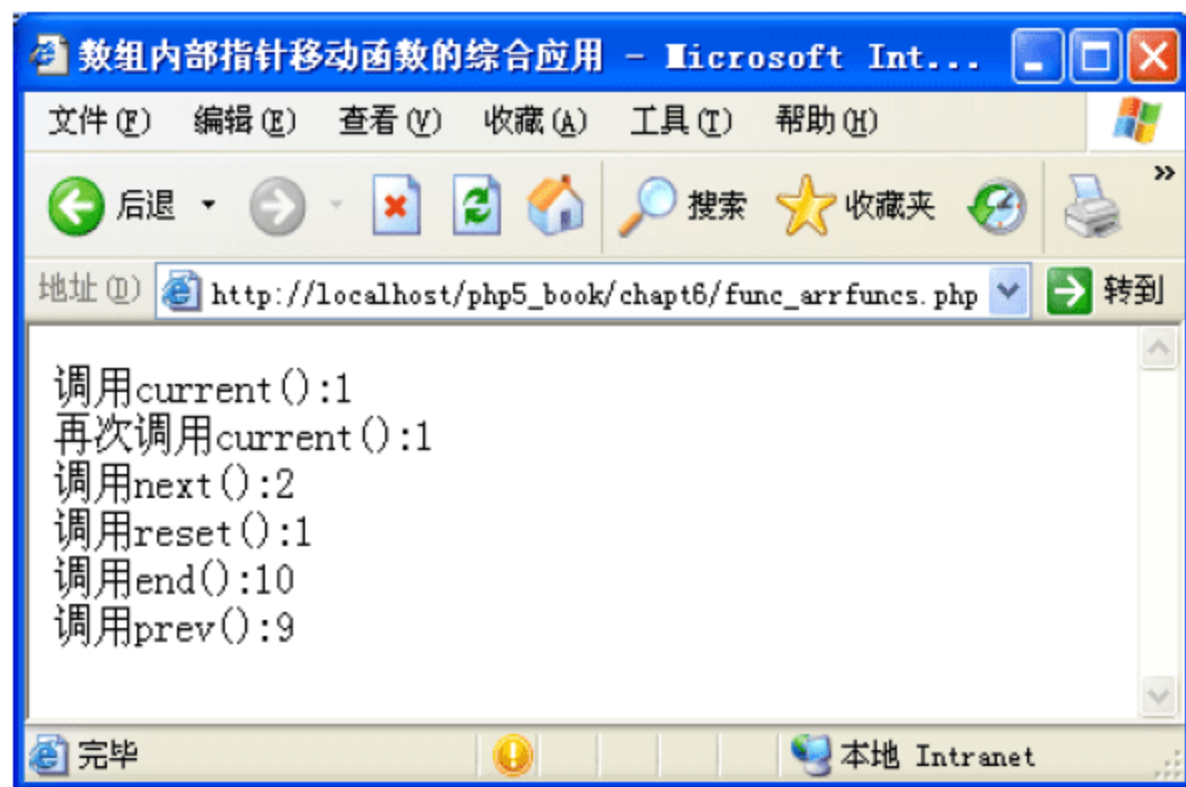 数组内部指针移动函数的综合应用 - Microsoft Int...
文件(F) 编辑(E) 查看(V) 收藏(A) 工具(T) 帮助(H)
后退 搜索 收藏夹 »
地址(D) http://localhost/php5_book/chapt6/func_arrfuncs.php 转到
调用current():1
再次调用current():1
调用next():2
调用reset():1
调用end():10
调用prev():9
完毕 本地 Intranet